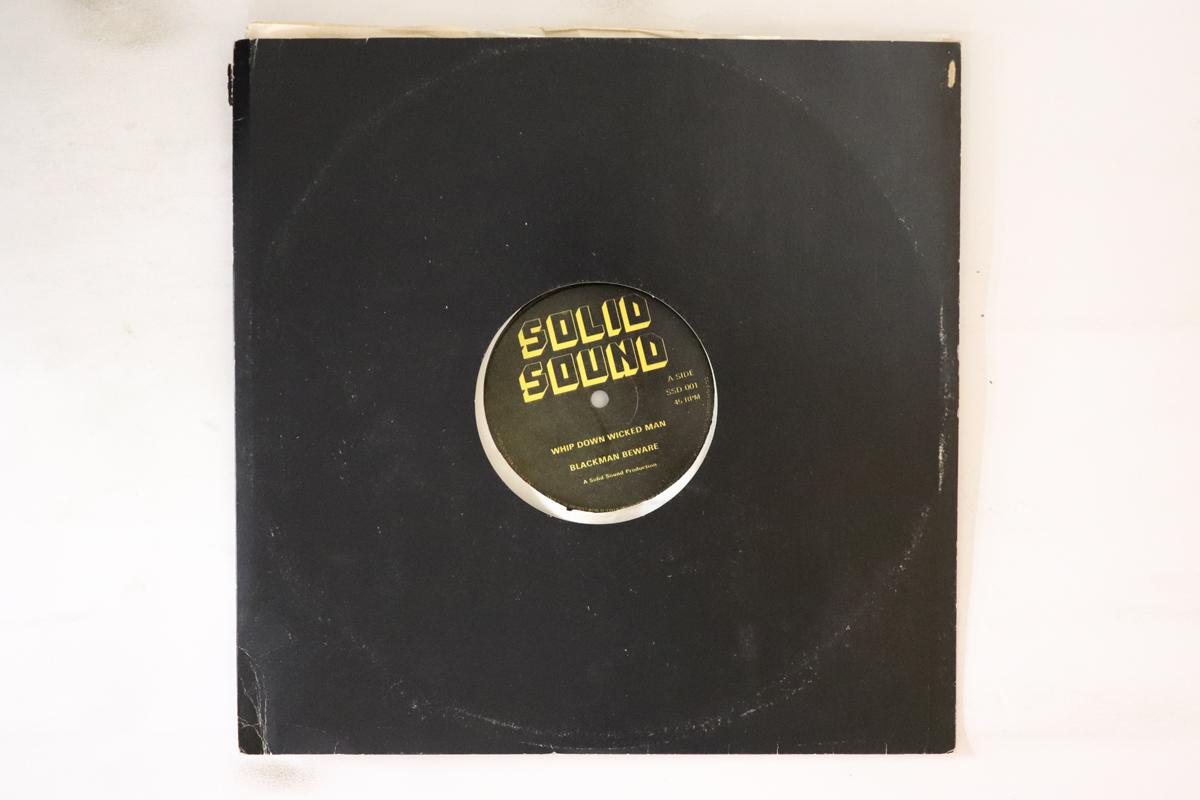 SOLID
SOUND
A SIDE
SSD 001
45 RPM
WHIP DOWN WICKED MAN
BLACKMAN BEWARE
A Solid Sound Production